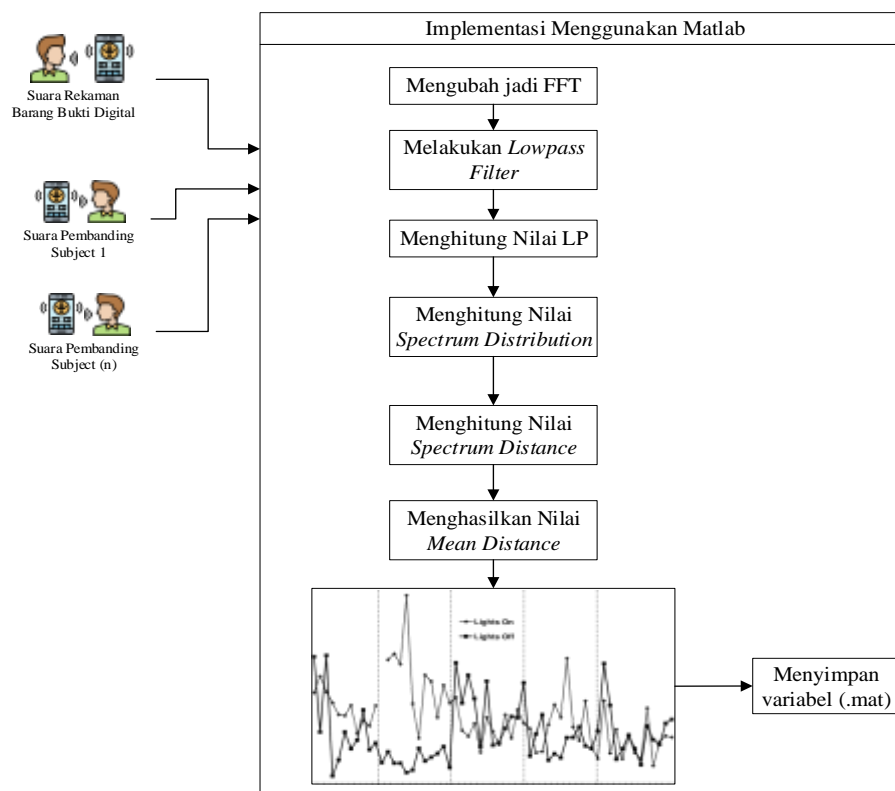 Implementasi Menggunakan Matlab
Suara Rekaman
Barang Bukti Digital
Suara Pembanding
Subject 1
Suara Pembanding
Subject (n)
Mengubah jadi FFT
Melakukan Lowpass
Filter
Menghitung Nilai LP
Menghitung Nilai
Spectrum Distribution
Menghitung Nilai
Spectrum Distance
Menghasilkan Nilai
Mean Distance
Lights On
Lights Off
Menyimpan
variabel (.mat)